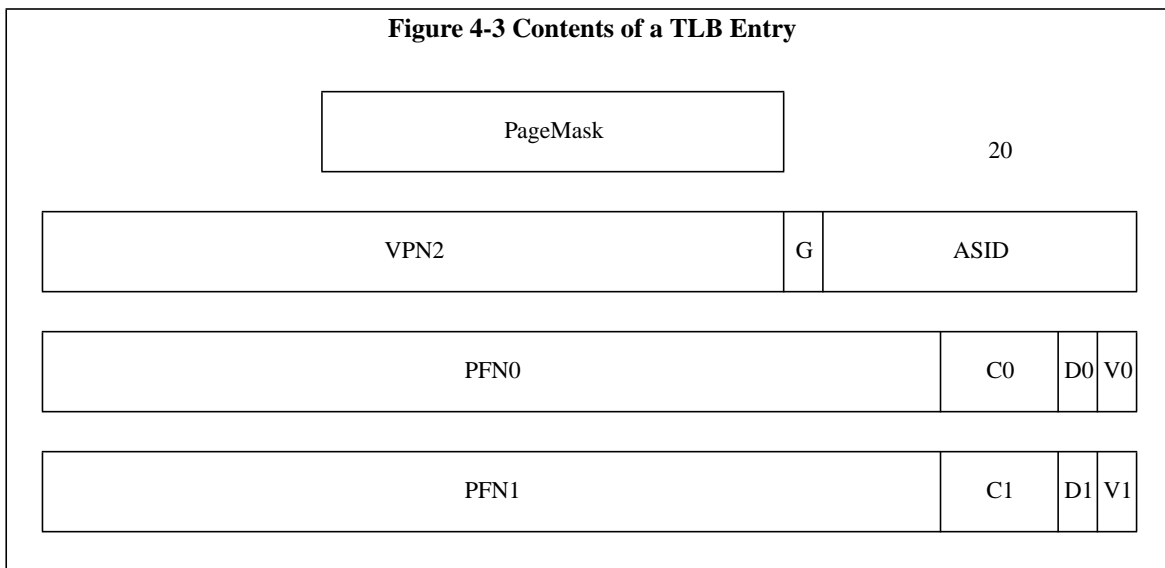 Figure 4-3 Contents of a TLB Entry
PageMask
20
VPN2 G ASID
PFN0 C0 D0 V0
PFN1 C1 D1 V1